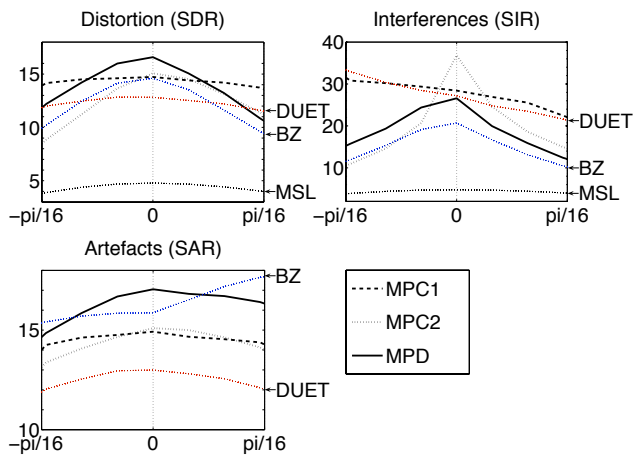 Distortion (SDR)
15
10
5
−pi/16
0
pi/16
DUET
BZ
MSL
Interferences (SIR)
40
30
20
10
−pi/16
0
pi/16
DUET
BZ
MSL
Artefacts (SAR)
15
10
−pi/16
0
pi/16
BZ
DUET
MPC1
MPC2
MPD